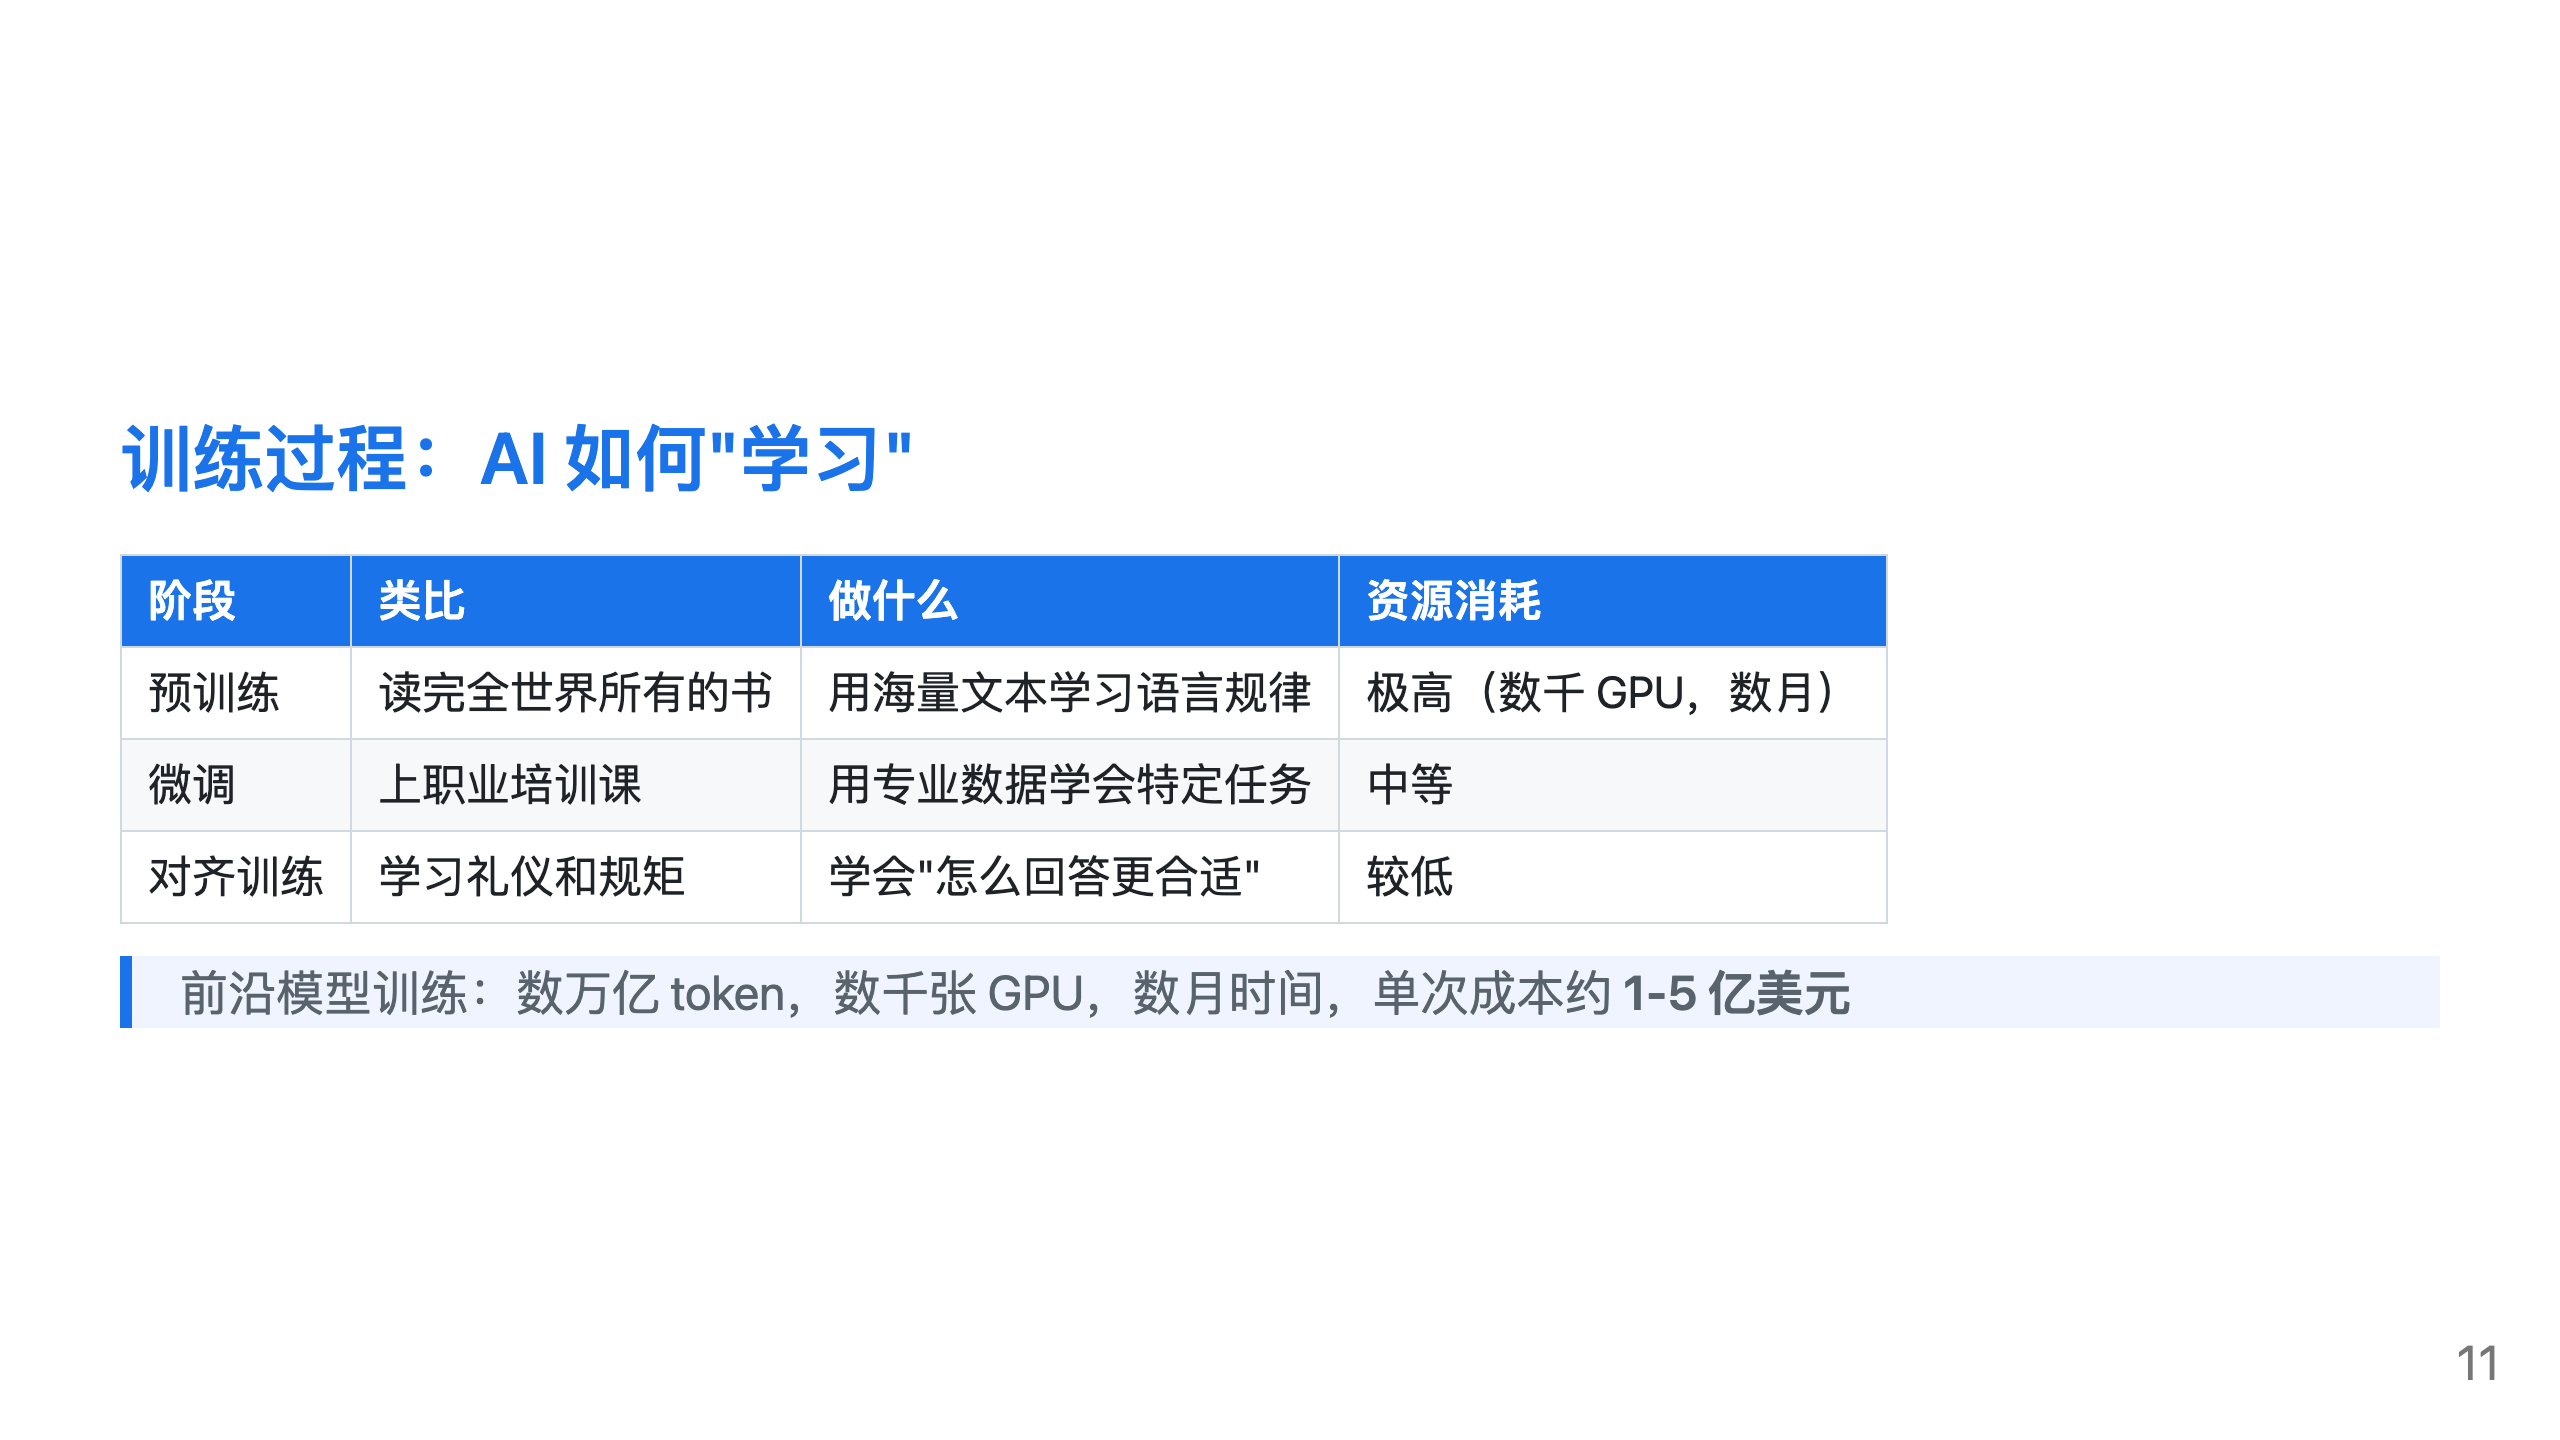 训练过程：AI 如何"学习"
阶段 类比 做什么 资源消耗
预训练 读完全世界所有的书 用海量文本学习语言规律 极高（数千 GPU，数月）
微调 上职业培训课 用专业数据学会特定任务 中等
对齐训练 学习礼仪和规矩 学会"怎么回答更合适" 较低
前沿模型训练：数万亿 token，数千张 GPU，数月时间，单次成本约 1-5 亿美元
11